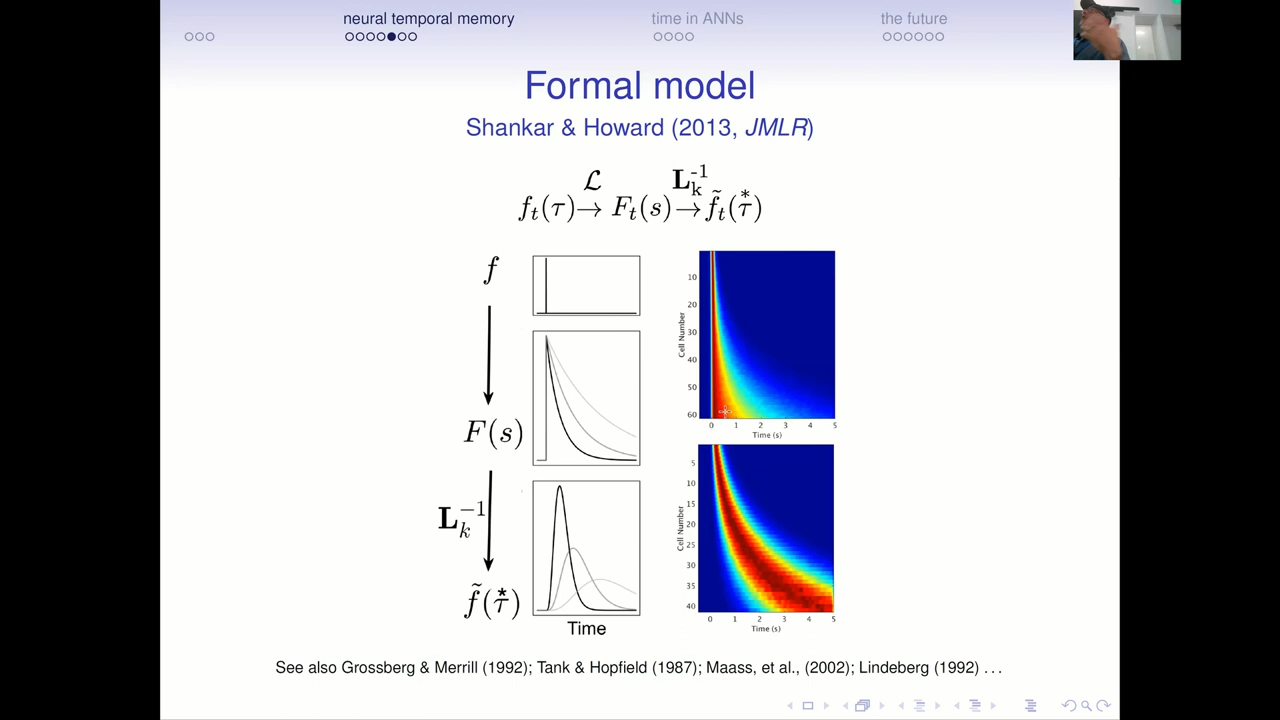 neural temporal memory time in ANNs the future
Formal model
Shankar & Howard (2013, JMLR)
𝓛 L_k^{-1}
f_t(τ) → F_t(s) → f̃_t(τ*)
f
F(s)
L_k^{-1}
f̃(τ*)
Time
Cell Number
10
20
30
40
50
60
0 1 2 3 4 5
Time (s)
Cell Number
5
10
15
20
25
30
35
40
0 1 2 3 4 5
Time (s)
See also Grossberg & Merrill (1992); Tank & Hopfield (1987); Maass, et al., (2002); Lindeberg (1992) ...